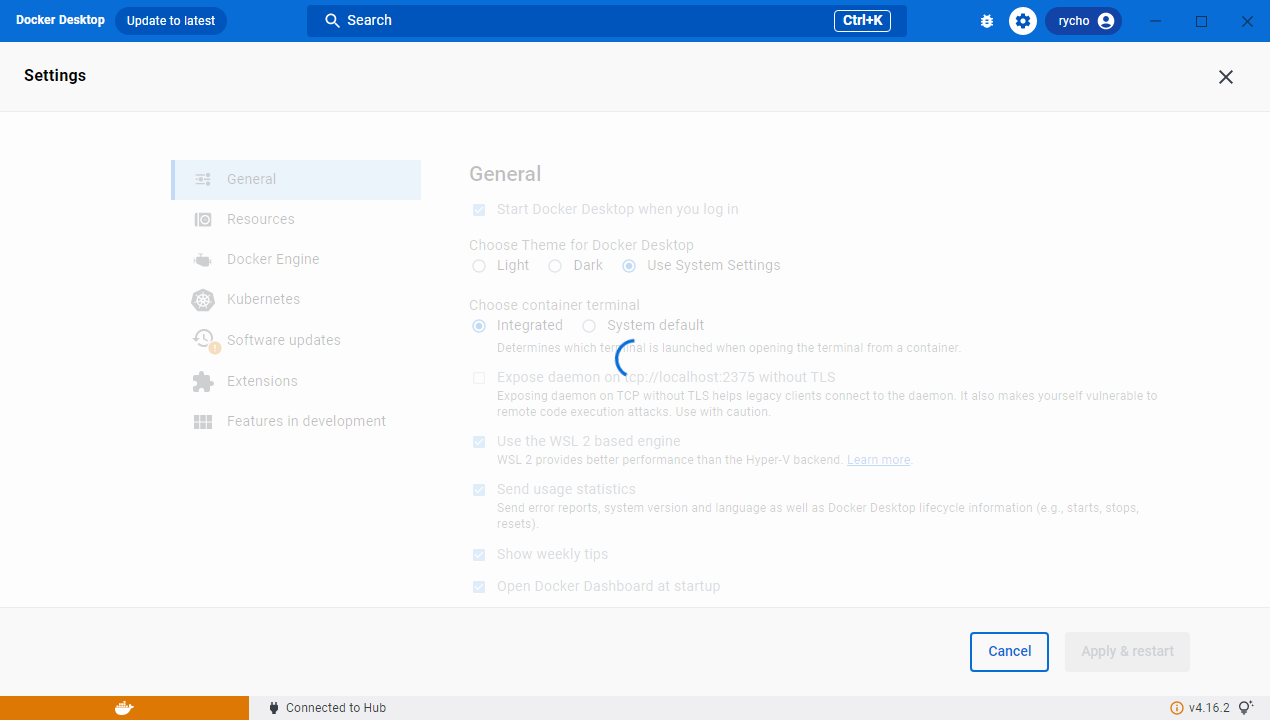 Docker Desktop
Update to latest
Search
Ctrl+K
rycho
Settings
General
Resources
Docker Engine
Kubernetes
Software updates
Extensions
Features in development
General
Start Docker Desktop when you log in
Choose Theme for Docker Desktop
Light
Dark
Use System Settings
Choose container terminal
Integrated
System default
Determines which terminal is launched when opening the terminal from a container.
Expose daemon on tcp://localhost:2375 without TLS
Exposing daemon on TCP without TLS helps legacy clients connect to the daemon. It also makes yourself vulnerable to
remote code execution attacks. Use with caution.
Use the WSL 2 based engine
WSL 2 provides better performance than the Hyper-V backend. Learn more.
Send usage statistics
Send error reports, system version and language as well as Docker Desktop lifecycle information (e.g., starts, stops,
resets).
Show weekly tips
Open Docker Dashboard at startup
Cancel
Apply & restart
Connected to Hub
v4.16.2